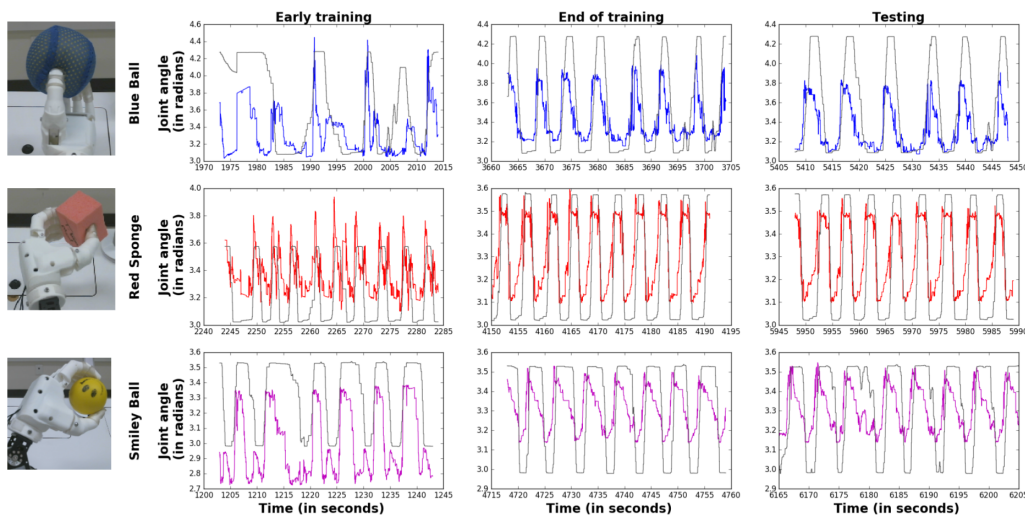 Early training
End of training
Testing
Blue Ball
Joint angle
(in radians)
4.6
4.4
4.2
4.0
3.8
3.6
3.4
3.2
3.0
1970 1975 1980 1985 1990 1995 2000 2005 2010 2015
4.4
4.2
4.0
3.8
3.6
3.4
3.2
3.0
3660 3665 3670 3675 3680 3685 3690 3695 3700 3705
4.4
4.2
4.0
3.8
3.6
3.4
3.2
3.0
5405 5410 5415 5420 5425 5430 5435 5440 5445 5450
Red Sponge
Joint angle
(in radians)
4.0
3.8
3.6
3.4
3.2
3.0
2240 2245 2250 2255 2260 2265 2270 2275 2280 2285
3.6
3.5
3.4
3.3
3.2
3.1
3.0
4150 4155 4160 4165 4170 4175 4180 4185 4190 4195
3.6
3.5
3.4
3.3
3.2
3.1
3.0
5945 5950 5955 5960 5965 5970 5975 5980 5985 5990
Smiley Ball
Joint angle
(in radians)
3.6
3.5
3.4
3.3
3.2
3.1
3.0
2.9
2.8
2.7
1200 1205 1210 1215 1220 1225 1230 1235 1240 1245
3.6
3.5
3.4
3.3
3.2
3.1
3.0
2.9
4715 4720 4725 4730 4735 4740 4745 4750 4755 4760
3.6
3.5
3.4
3.3
3.2
3.1
3.0
2.9
6165 6170 6175 6180 6185 6190 6195 6200 6205
Time (in seconds)
Time (in seconds)
Time (in seconds)